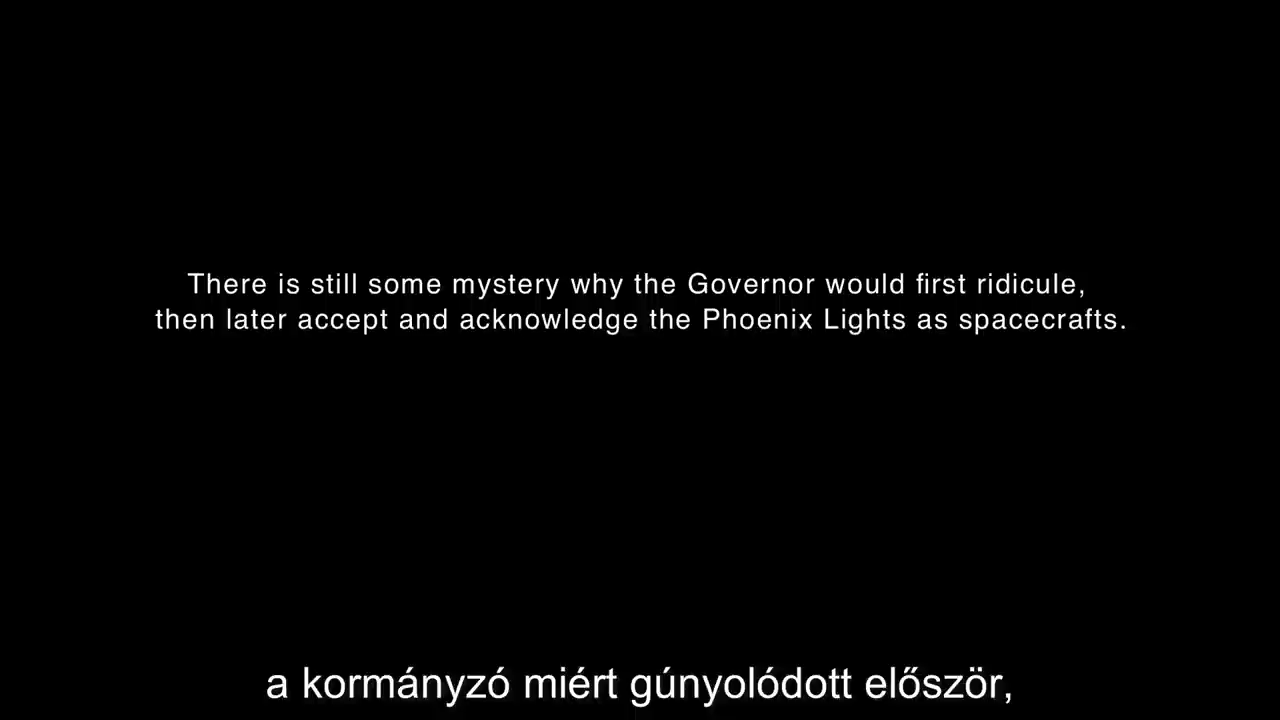 There is still some mystery why the Governor would first ridicule,
then later accept and acknowledge the Phoenix Lights as spacecrafts.
a kormányzó miért gúnyolódott először,